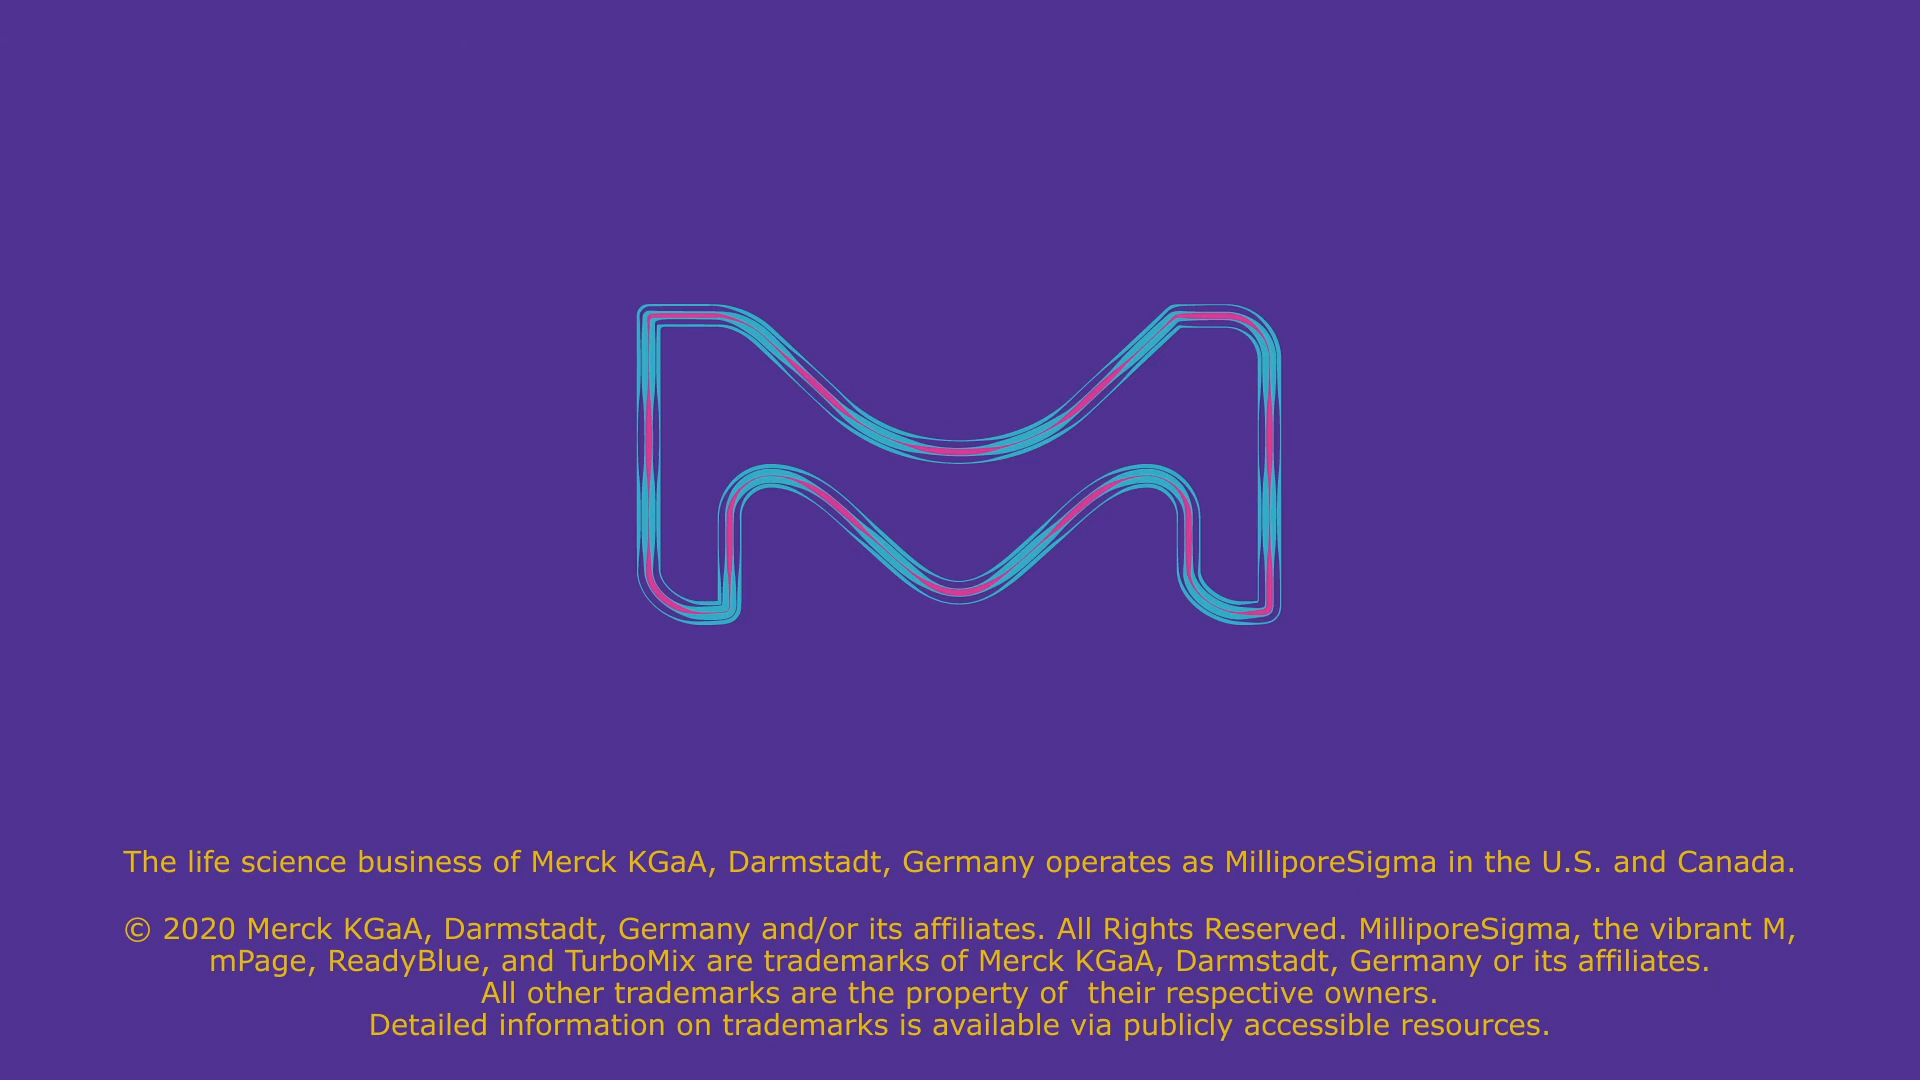 The life science business of Merck KGaA, Darmstadt, Germany operates as MilliporeSigma in the U.S. and Canada.
© 2020 Merck KGaA, Darmstadt, Germany and/or its affiliates. All Rights Reserved. MilliporeSigma, the vibrant M,
mPage, ReadyBlue, and TurboMix are trademarks of Merck KGaA, Darmstadt, Germany or its affiliates.
All other trademarks are the property of  their respective owners.
Detailed information on trademarks is available via publicly accessible resources.